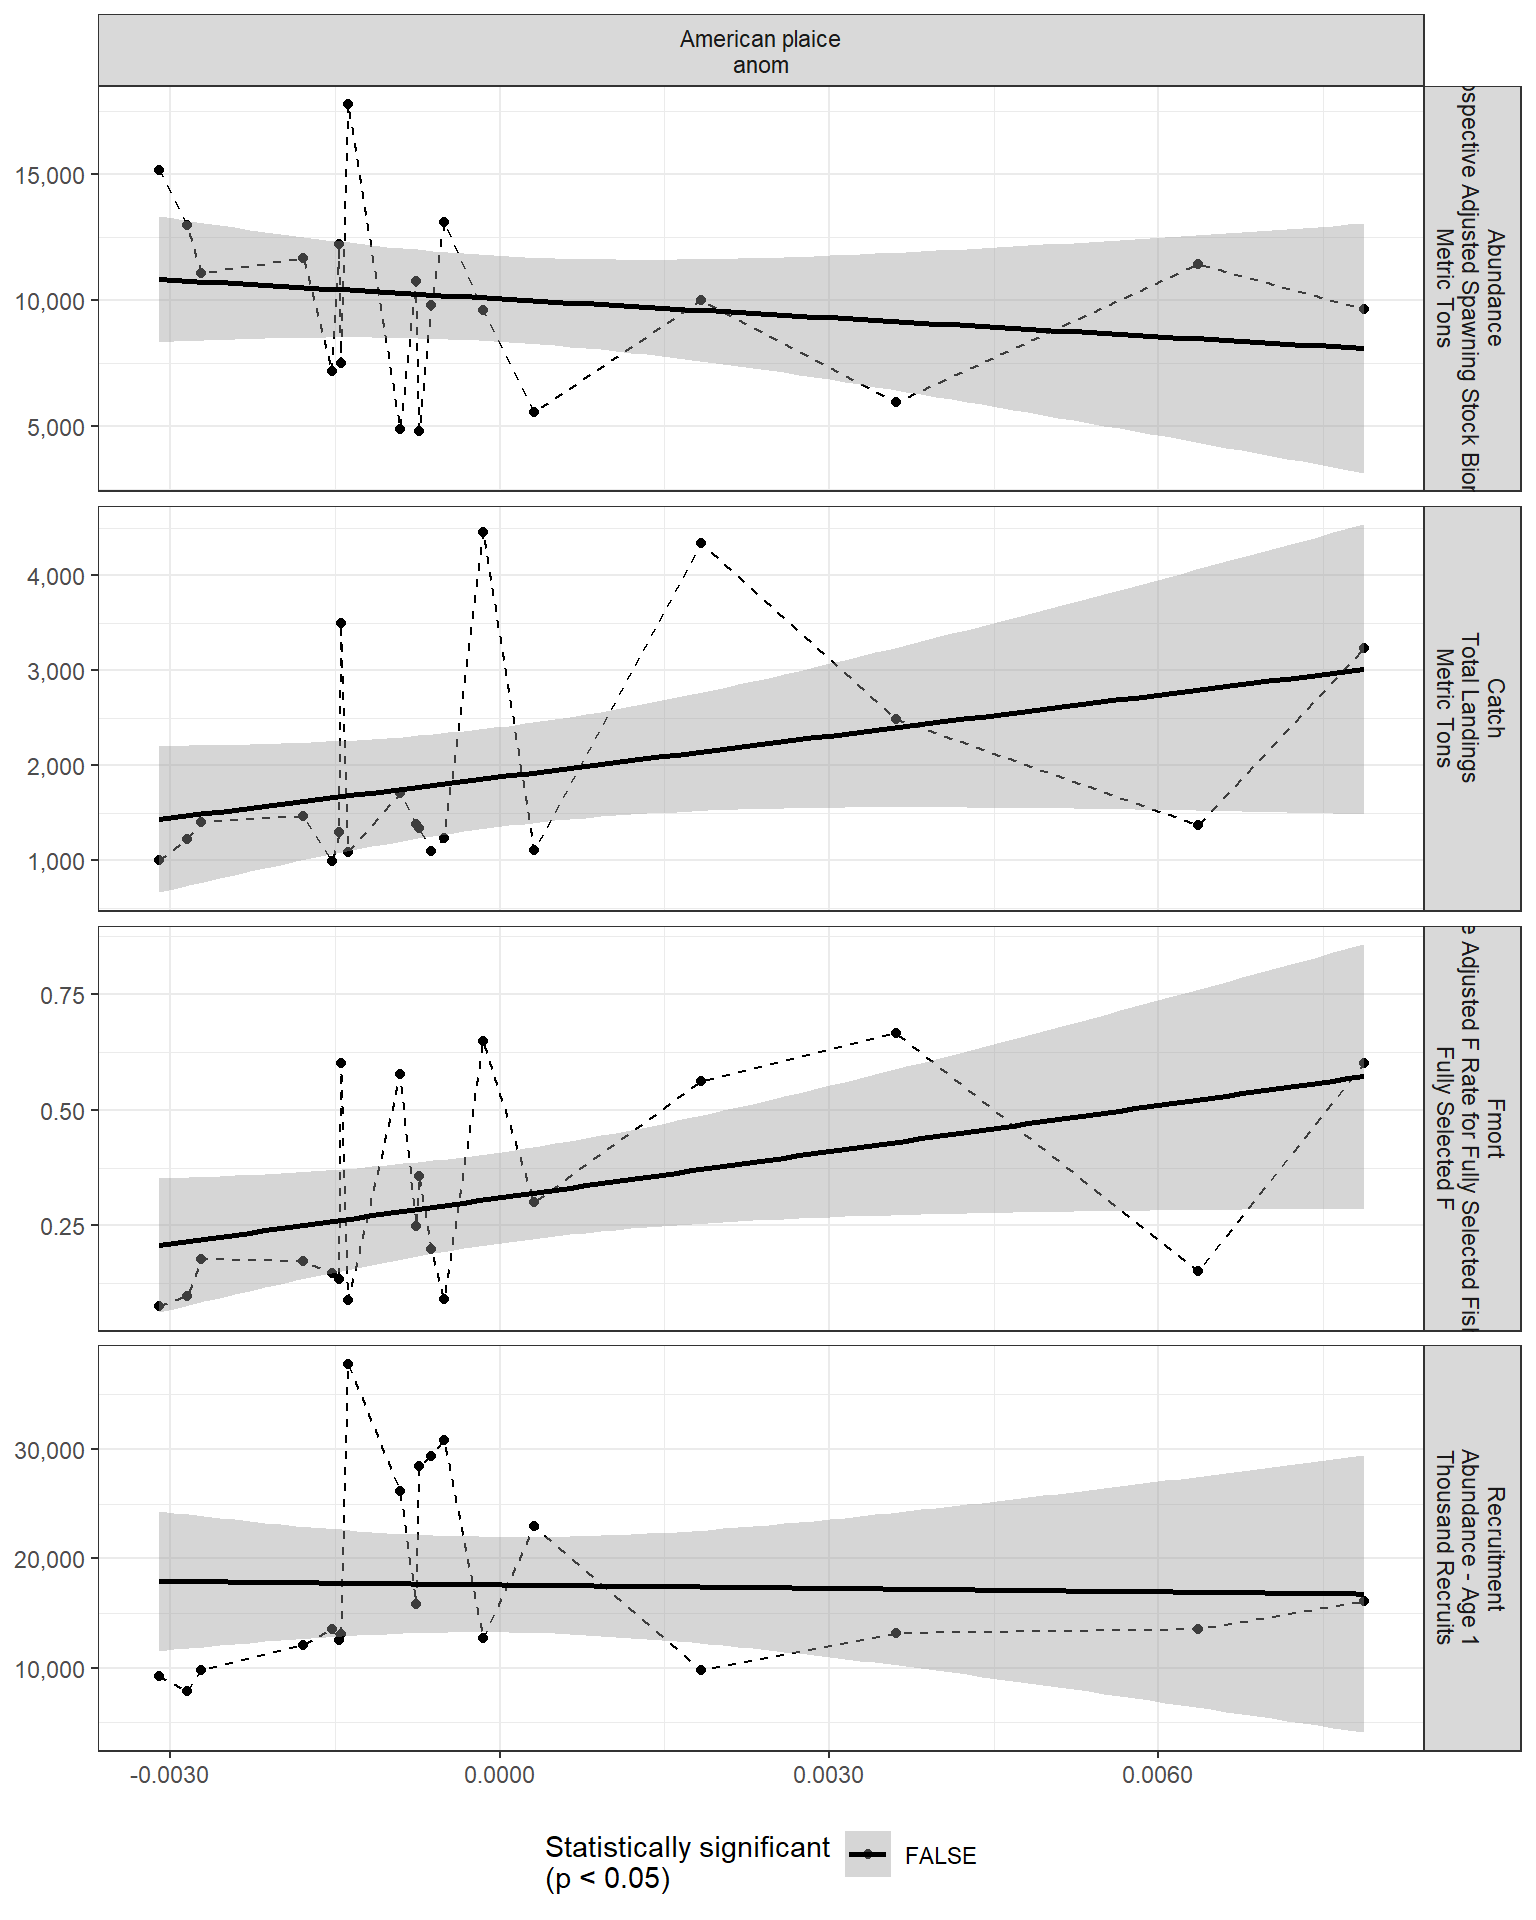 American plaice
anom
15,000
10,000
5,000
Abundance
Adjusted Spawning Stock
Metric Tons
4,000
3,000
2,000
1,000
Catch
Total Landings
Metric Tons
0.75
0.50
0.25
Fmort
Adjusted F Rate for Fully Selected
Fully Selected F
30,000
20,000
10,000
Recruitment
Abundance - Age 1
Thousand Recruits
-0.0030
0.0000
0.0030
0.0060
Statistically significant
(p < 0.05)
FALSE